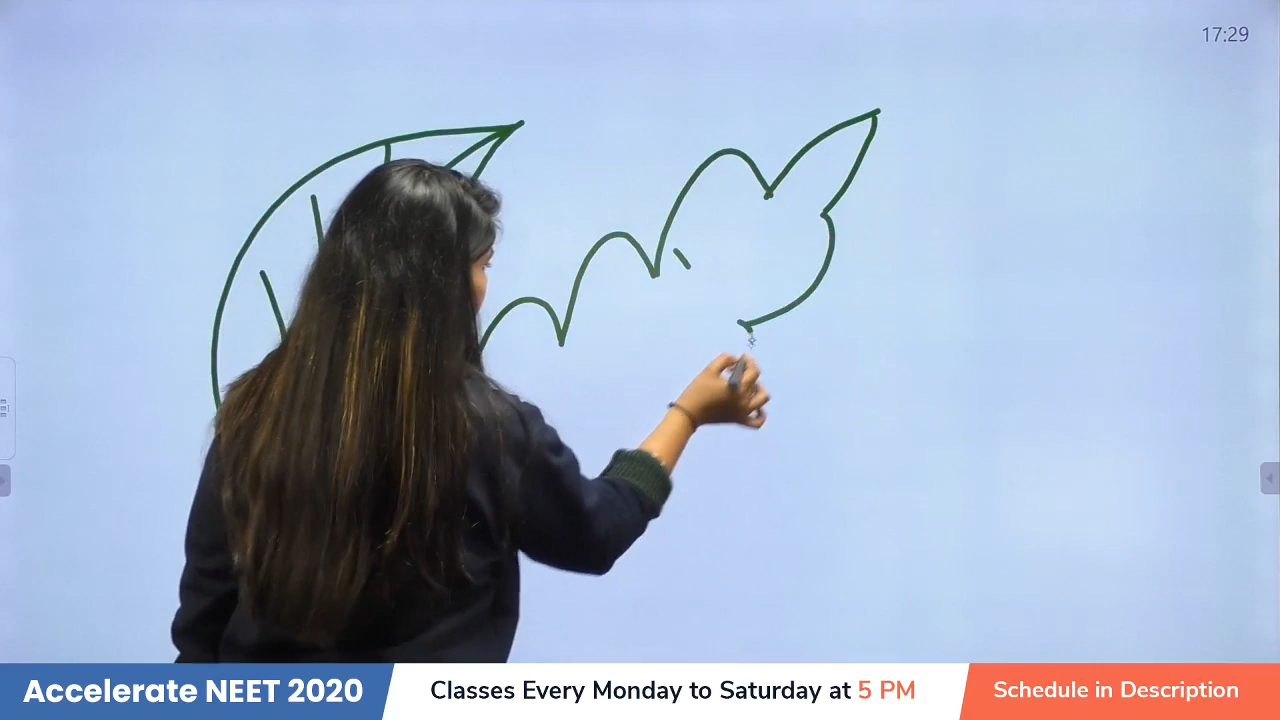 17:29
Accelerate NEET 2020
Classes Every Monday to Saturday at 5 PM
Schedule in Description